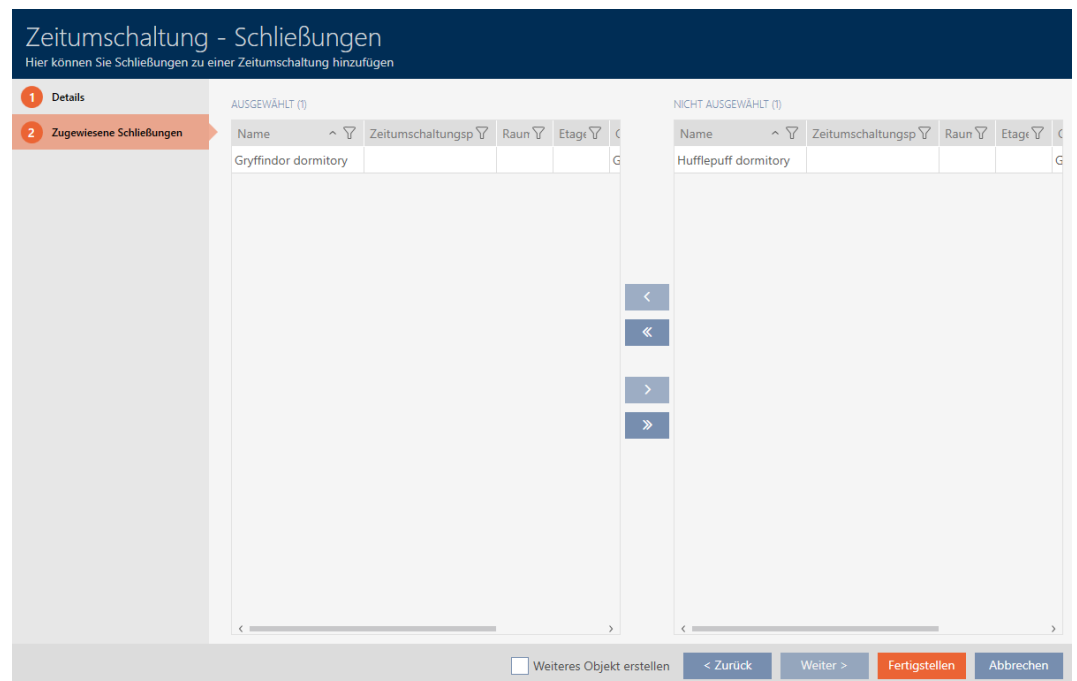 Zeitumschaltung - Schließungen
Hier können Sie Schließungen zu einer Zeitumschaltung hinzufügen
1 Details
2 Zugewiesene Schließungen
AUSGEWÄHLT (1)
Name Zeitumschaltungsp Raum Etage
Gryffindor dormitory G
NICHT AUSGEWÄHLT (1)
Name Zeitumschaltungsp Raum Etage
Hufflepuff dormitory G
Weiteres Objekt erstellen < Zurück Weiter > Fertigstellen Abbrechen